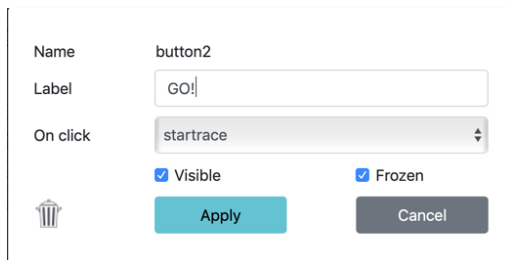 Name button2
Label GO!
On click startrace
Visible Frozen
Apply Cancel